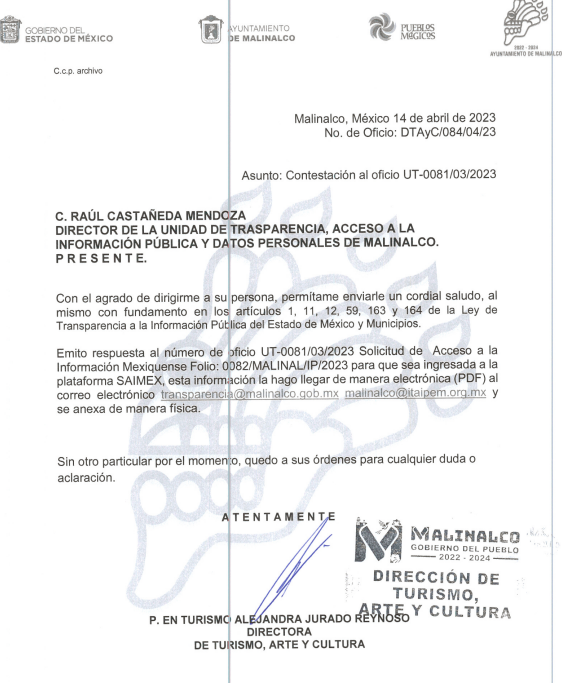 GOBIERNO DEL
ESTADO DE MÉXICO
AYUNTAMIENTO
DE MALINALCO
PUEBLOS
MÁGICOS
2022 - 2024
AYUNTAMIENTO DE MALINALCO
C.c.p. archivo
Malinalco, México 14 de abril de 2023
No. de Oficio: DTAyC/084/04/23
Asunto: Contestación al oficio UT-0081/03/2023
C. RAÚL CASTAÑEDA MENDOZA
DIRECTOR DE LA UNIDAD DE TRASPARENCIA, ACCESO A LA
INFORMACIÓN PÚBLICA Y DATOS PERSONALES DE MALINALCO.
P R E S E N T E.
Con el agrado de dirigirme a su persona, permítame enviarle un cordial saludo, al
mismo con fundamento en los artículos 1, 11, 12, 59, 163 y 164 de la Ley de
Transparencia a la Información Pública del Estado de México y Municipios.
Emito respuesta al número de oficio UT-0081/03/2023 Solicitud de Acceso a la
Información Mexiquense Folio: 0082/MALINAL/IP/2023 para que sea ingresada a la
plataforma SAIMEX, esta información la hago llegar de manera electrónica (PDF) al
correo electrónico transparencia@malinalco.gob.mx malinalco@itaipem.org.mx y
se anexa de manera física.
Sin otro particular por el momento, quedo a sus órdenes para cualquier duda o
aclaración.
A T E N T A M E N T E
MALINALCO
GOBIERNO DEL PUEBLO
2022 - 2024
DIRECCIÓN DE
TURISMO,
ARTE Y CULTURA
P. EN TURISMO ALEJANDRA JURADO REYNOSO
DIRECTORA
DE TURISMO, ARTE Y CULTURA